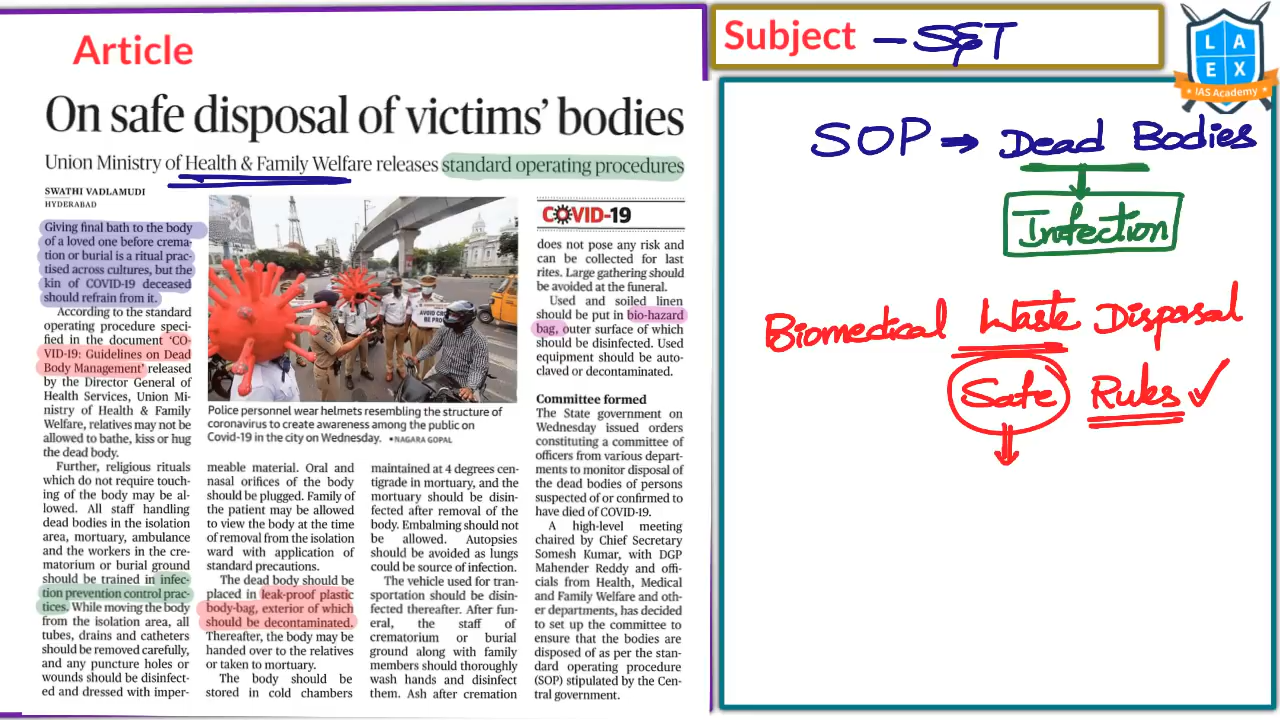 Article
On safe disposal of victims' bodies
Union Ministry of Health & Family Welfare releases standard operating procedures
SWATHI VADLAMUDI
HYDERABAD
Giving final bath to the body
of a loved one before crema-
tion or burial is a ritual prac-
tised across cultures, but the
kin of COVID-19 deceased
should refrain from it.
According to the standard
operating procedure speci-
fied in the document 'CO-
VID-19: Guidelines on Dead
Body Management' released
by the Director General of
Health Services, Union Mi-
nistry of Health & Family
Welfare, relatives may not be
allowed to bathe, kiss or hug
the dead body.
Further, religious rituals
which do not require touch-
ing of the body may be al-
lowed. All staff handling
dead bodies in the isolation
area, mortuary, ambulance
and the workers in the cre-
matorium or burial ground
should be trained in infec-
tion prevention control prac-
tices. While moving the body
from the isolation area, all
tubes, drains and catheters
should be removed carefully,
and any puncture holes or
wounds should be disinfect-
ed and dressed with imper-
AVOID CRO
BE PRO
Police personnel wear helmets resembling the structure of
coronavirus to create awareness among the public on
Covid-19 in the city on Wednesday. • NAGARA GOPAL
meable material. Oral and
nasal orifices of the body
should be plugged. Family of
the patient may be allowed
to view the body at the time
of removal from the isolation
ward with application of
standard precautions.
The dead body should be
placed in leak-proof plastic
body-bag, exterior of which
should be decontaminated.
Thereafter, the body may be
handed over to the relatives
or taken to mortuary.
The body should be
stored in cold chambers
maintained at 4 degrees cen-
tigrade in mortuary, and the
mortuary should be disin-
fected after removal of the
body. Embalming should not
be allowed. Autopsies
should be avoided as lungs
could be source of infection.
The vehicle used for tran-
sportation should be disin-
fected thereafter. After fun-
eral, the staff of
crematorium or burial
ground along with family
members should thoroughly
wash hands and disinfect
them. Ash after cremation
COVID-19
does not pose any risk and
can be collected for last
rites. Large gathering should
be avoided at the funeral.
Used and soiled linen
should be put in bio-hazard
bag, outer surface of which
should be disinfected. Used
equipment should be auto-
claved or decontaminated.
Committee formed
The State government on
Wednesday issued orders
constituting a committee of
officers from various depart-
ments to monitor disposal of
the dead bodies of persons
suspected of or confirmed to
have died of COVID-19.
A high-level meeting
chaired by Chief Secretary
Somesh Kumar, with DGP
Mahender Reddy and offi-
cials from Health, Medical
and Family Welfare and oth-
er departments, has decided
to set up the committee to
ensure that the bodies are
disposed of as per the stan-
dard operating procedure
(SOP) stipulated by the Cen-
tral government.
Subject - S&T
LA
EX
IAS Academy
SOP → Dead Bodies
Infection
Biomedical Waste Disposal
Safe Rules ✓